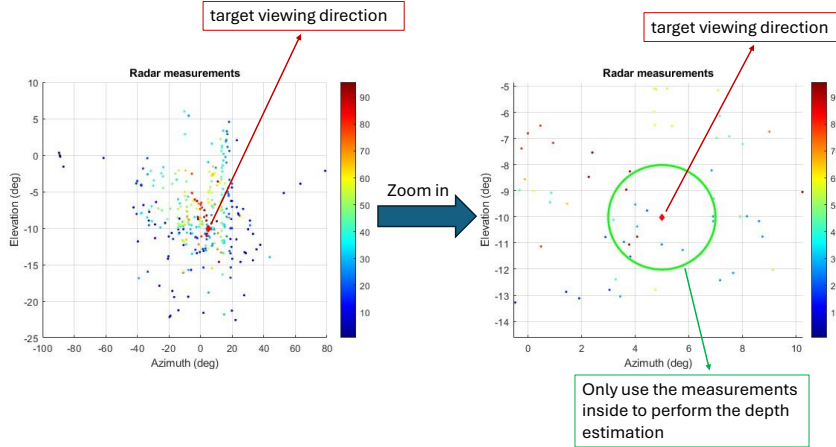 target viewing direction
Radar measurements
10
5
0
-5
-10
-15
-20
-25
-100 -80 -60 -40 -20 0 20 40 60 80
Elevation (deg)
Azimuth (deg)
90
80
70
60
50
40
30
20
10
Zoom in
target viewing direction
Radar measurements
-5
-6
-7
-8
-9
-10
-11
-12
-13
-14
0 2 4 6 8 10
Elevation (deg)
Azimuth (deg)
9
8
7
6
5
4
3
2
1
Only use the measurements
inside to perform the depth
estimation